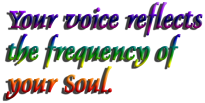 Your voice reflects
the frequency of
your Soul.